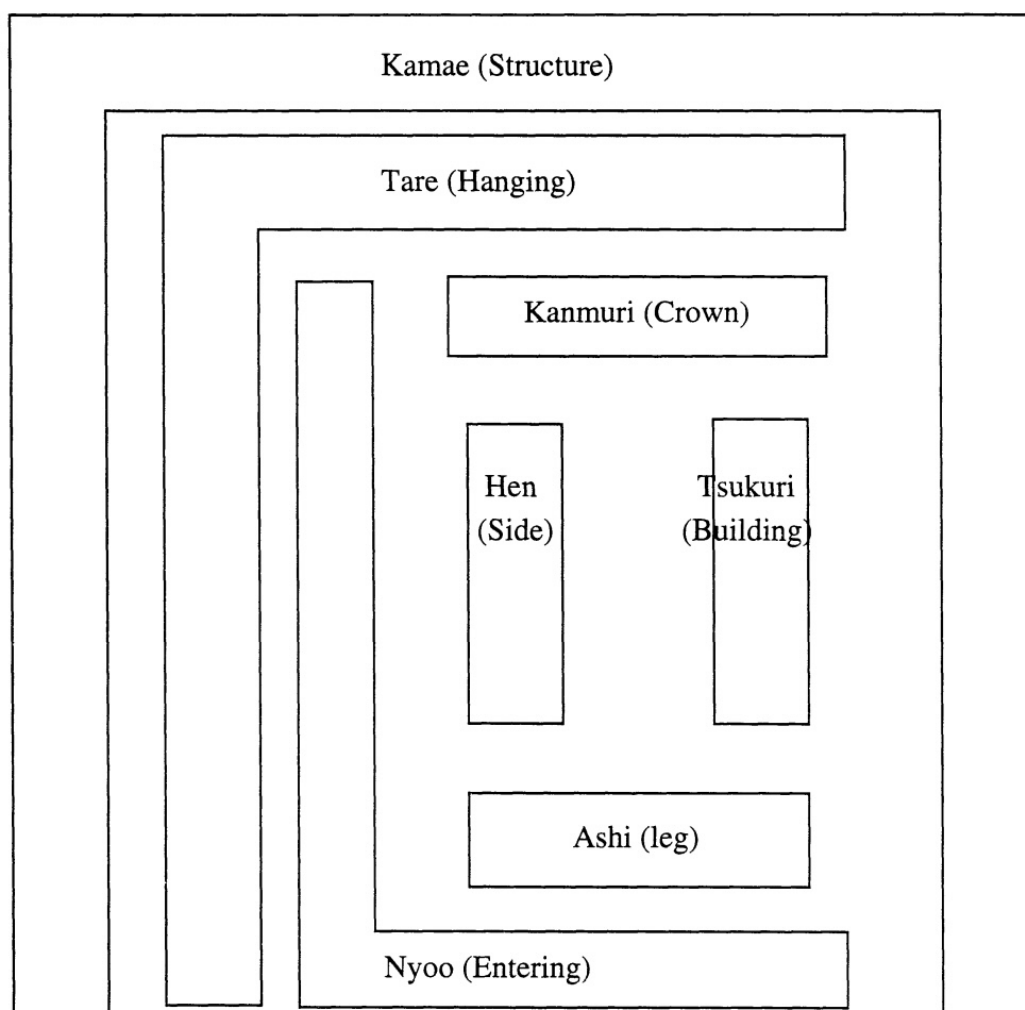 Kamae (Structure)
Tare (Hanging)
Kanmuri (Crown)
Hen
(Side)
Tsukuri
(Building)
Ashi (leg)
Nyoo (Entering)